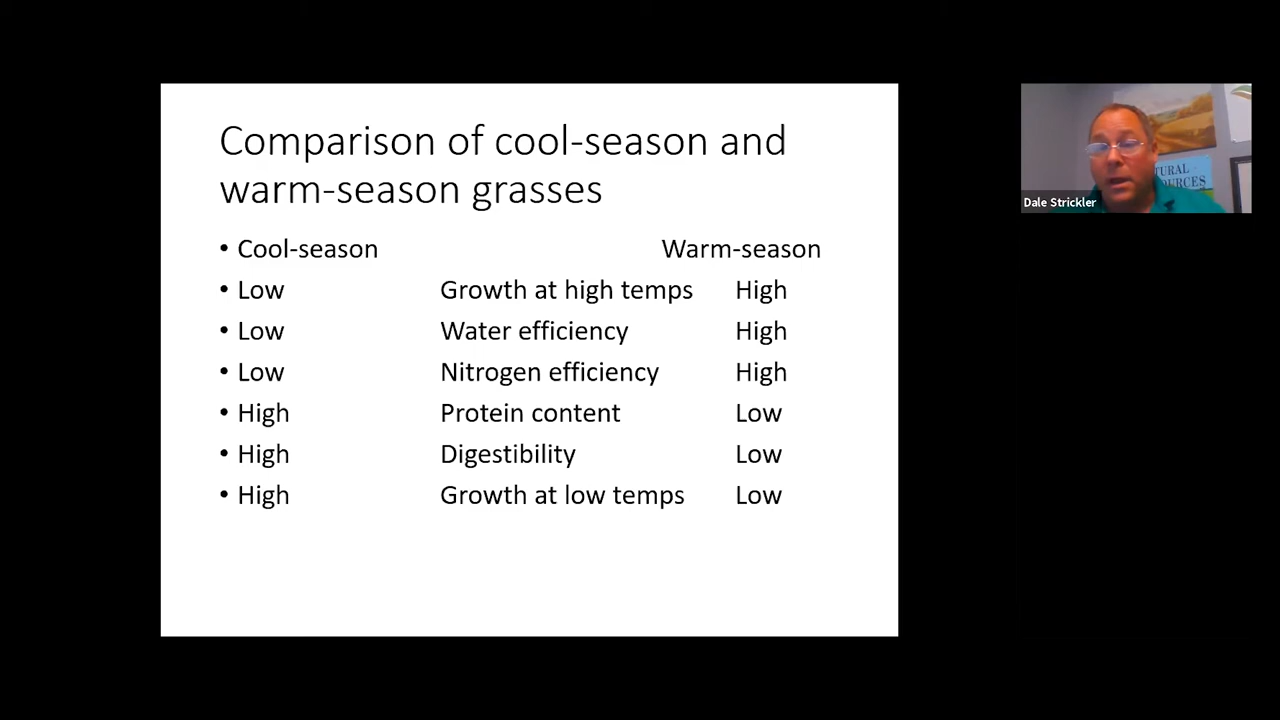 Comparison of cool-season and
warm-season grasses
• Cool-season Warm-season
• Low Growth at high temps High
• Low Water efficiency High
• Low Nitrogen efficiency High
• High Protein content Low
• High Digestibility Low
• High Growth at low temps Low
Dale Strickler